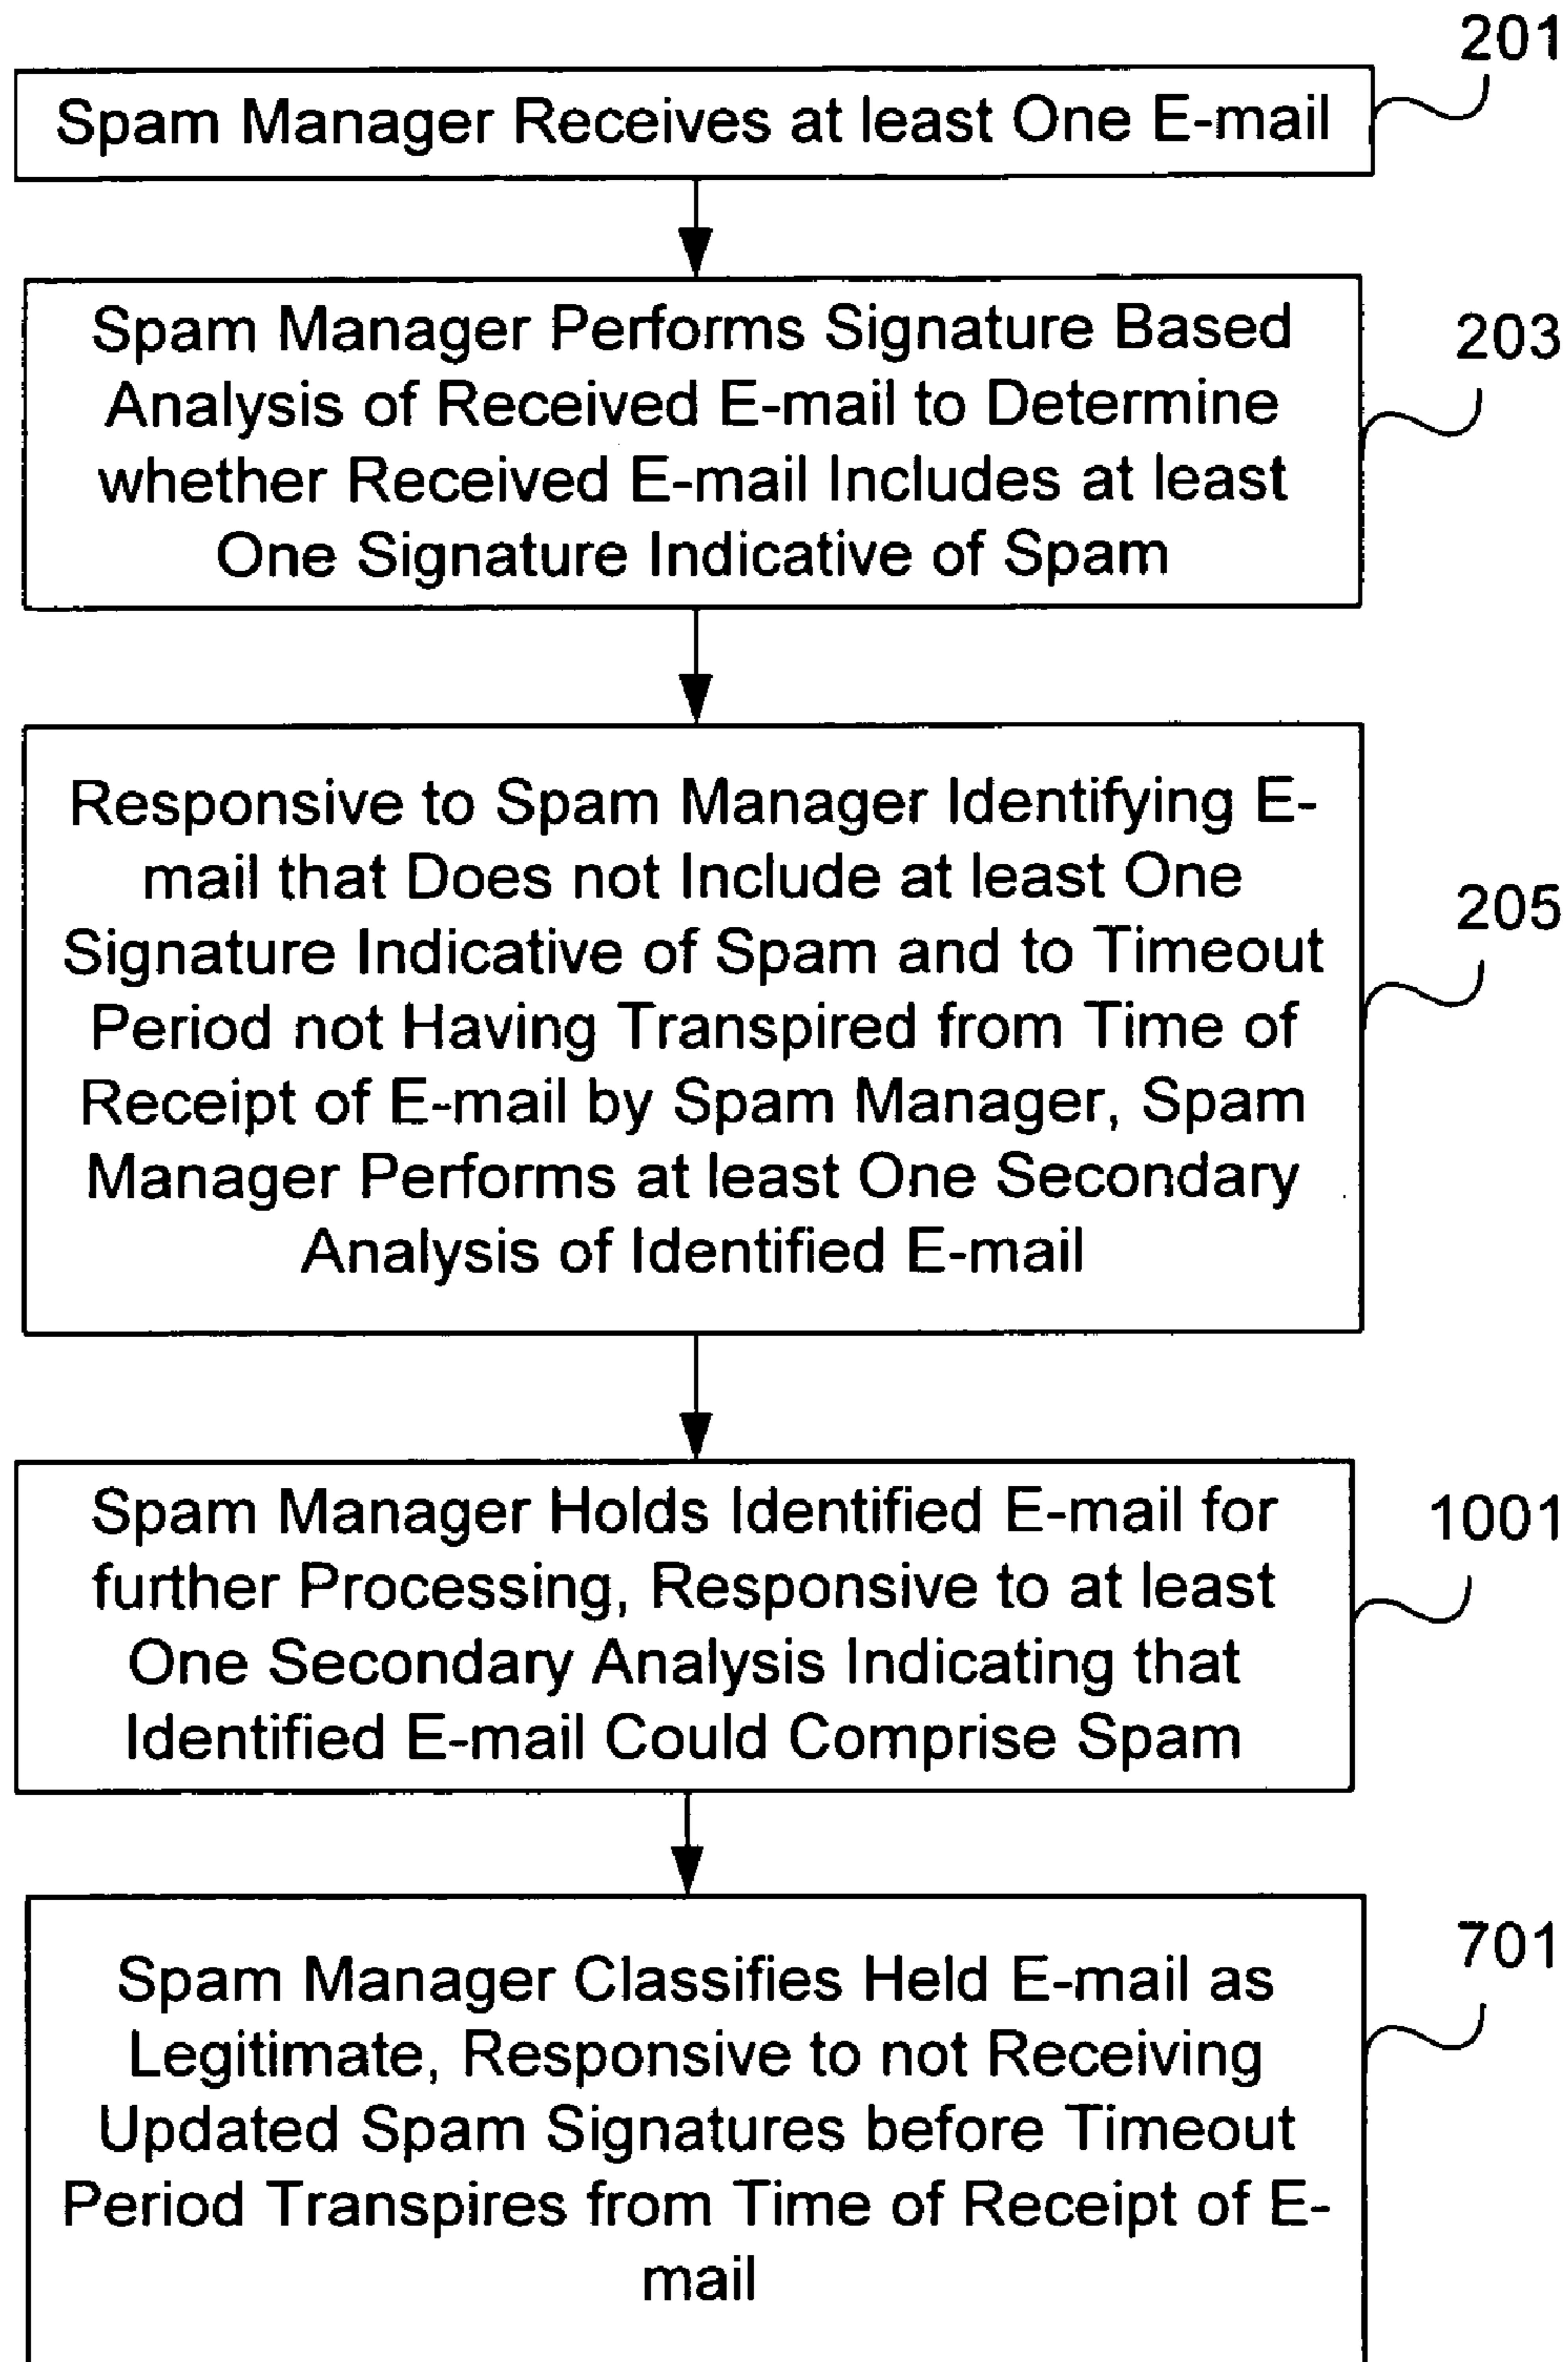 201
Spam Manager Receives at least One E-mail
Spam Manager Performs Signature Based
Analysis of Received E-mail to Determine
whether Received E-mail Includes at least
One Signature Indicative of Spam
203
Responsive to Spam Manager Identifying E-
mail that Does not Include at least One
Signature Indicative of Spam and to Timeout
Period not Having Transpired from Time of
Receipt of E-mail by Spam Manager, Spam
Manager Performs at least One Secondary
Analysis of Identified E-mail
205
Spam Manager Holds Identified E-mail for
further Processing, Responsive to at least
One Secondary Analysis Indicating that
Identified E-mail Could Comprise Spam
1001
Spam Manager Classifies Held E-mail as
Legitimate, Responsive to not Receiving
Updated Spam Signatures before Timeout
Period Transpires from Time of Receipt of E-
mail
701